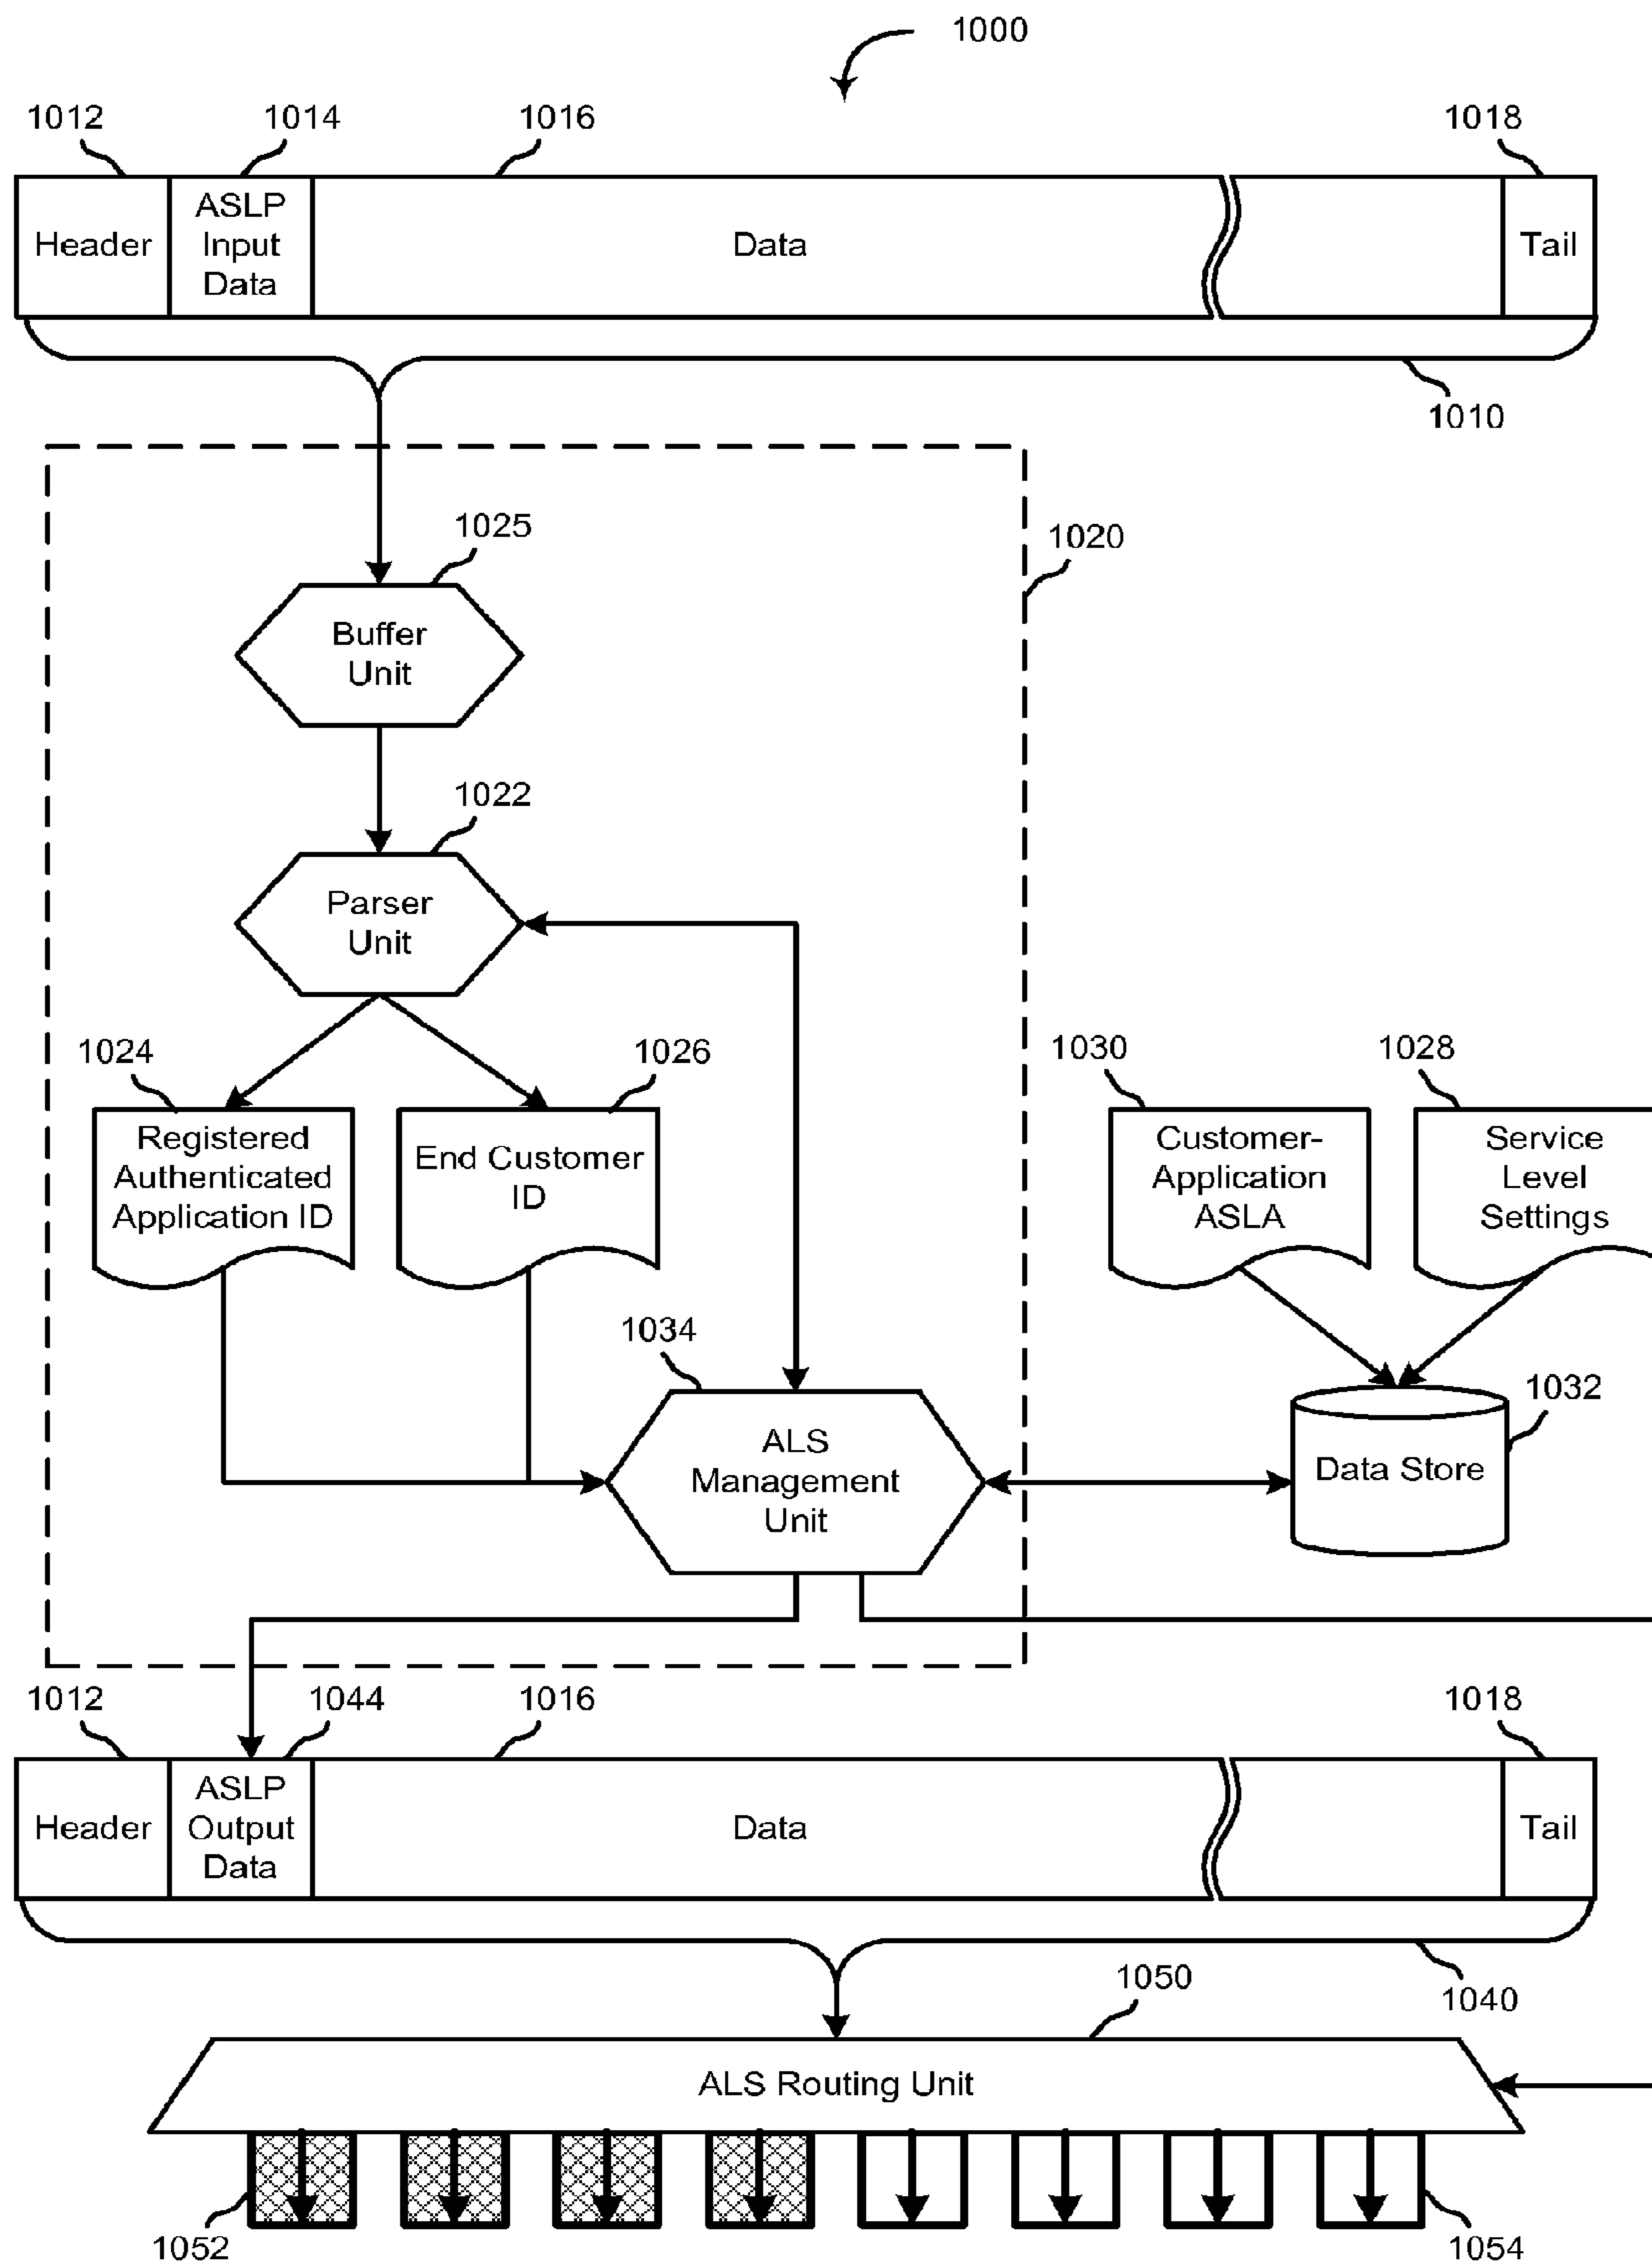 1000
1012
1014
1016
1018
Header
ASLP
Input
Data
Data
Tail
1010
1025
1020
Buffer
Unit
1022
Parser
Unit
1024
1026
1030
1028
Registered
Authenticated
Application ID
End Customer
ID
Customer-
Application
ASLA
Service
Level
Settings
1034
1032
ALS
Management
Unit
Data Store
1012
1044
1016
1018
Header
ASLP
Output
Data
Data
Tail
1050
1040
ALS Routing Unit
1052
1054